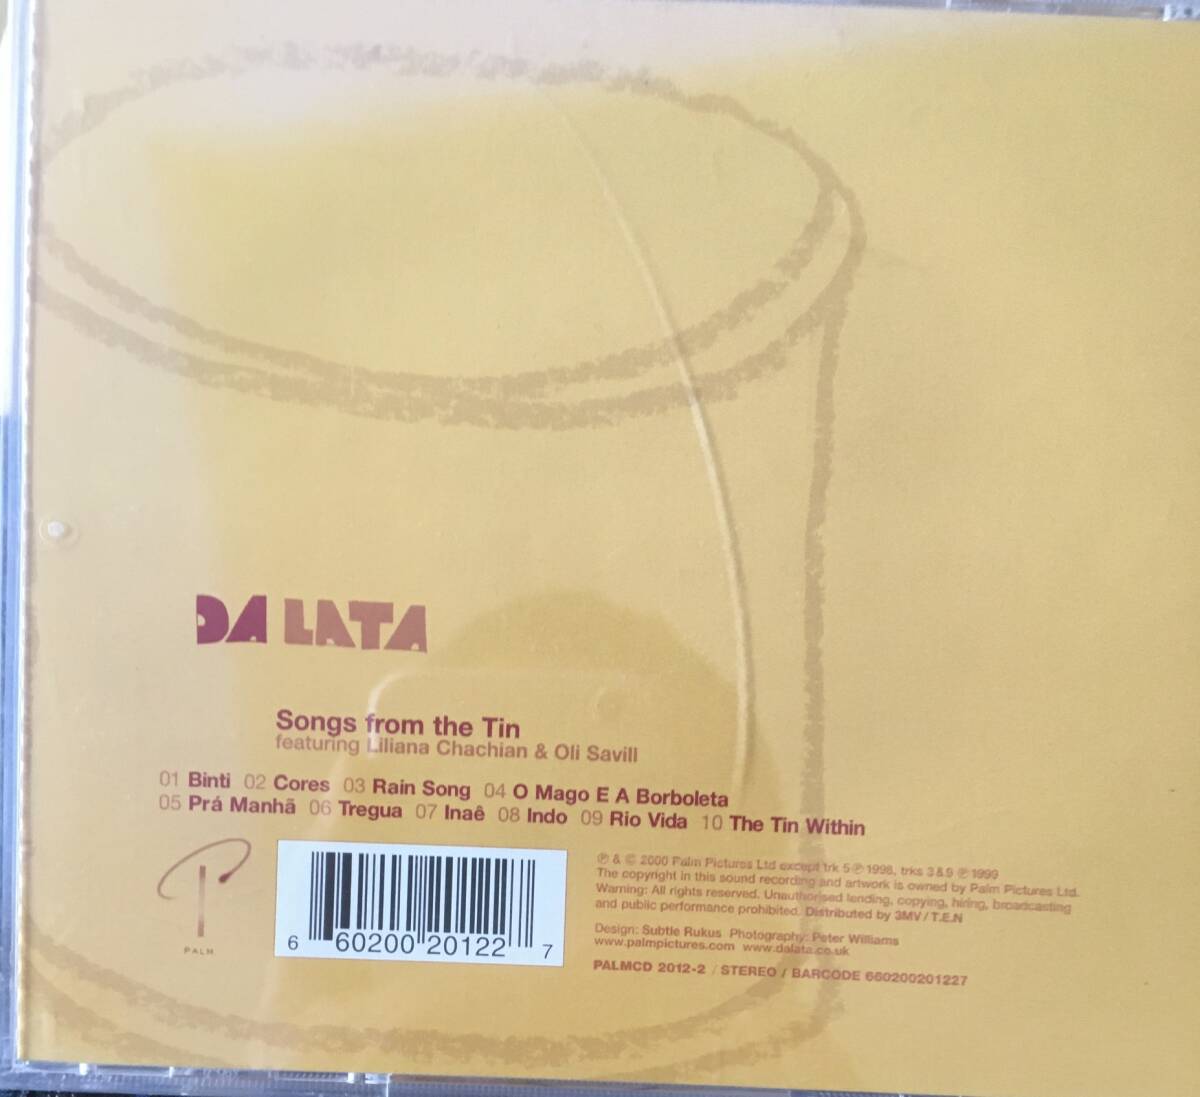 DA LATA
Songs from the Tin
featuring Liliana Chachian & Oli Savill
01 Binti 02 Cores 03 Rain Song 04 O Mago E A Borboleta
05 Prá Manhã 06 Tregua 07 Inaê 08 Indo 09 Rio Vida 10 The Tin Within
PALM
6 60200 20122 7
℗ & © 2000 Palm Pictures Ltd except trk 5 ℗ 1998, trks 3 & 9 ℗ 1999
The copyright in this sound recording and artwork is owned by Palm Pictures Ltd.
Warning: All rights reserved. Unauthorised lending, copying, hiring, broadcasting
and public performance prohibited. Distributed by 3MV / T.E.N
Design: Subtle Rukus Photography: Peter Williams
www.palmpictures.com www.dalata.co.uk
PALMCD 2012-2 / STEREO / BARCODE 660200201227